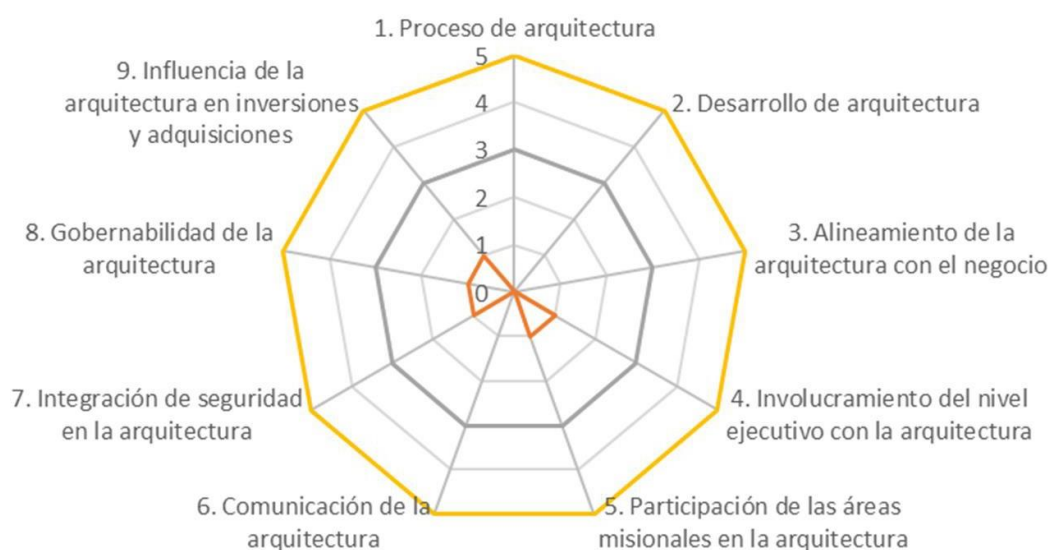 1. Proceso de arquitectura
5
4
3
2
1
0
2. Desarrollo de arquitectura
3. Alineamiento de la
arquitectura con el negocio
4. Involucramiento del nivel
ejecutivo con la arquitectura
5. Participación de las áreas
misionales en la arquitectura
6. Comunicación de la
arquitectura
7. Integración de seguridad
en la arquitectura
8. Gobernabilidad de la
arquitectura
9. Influencia de la
arquitectura en inversiones
y adquisiciones